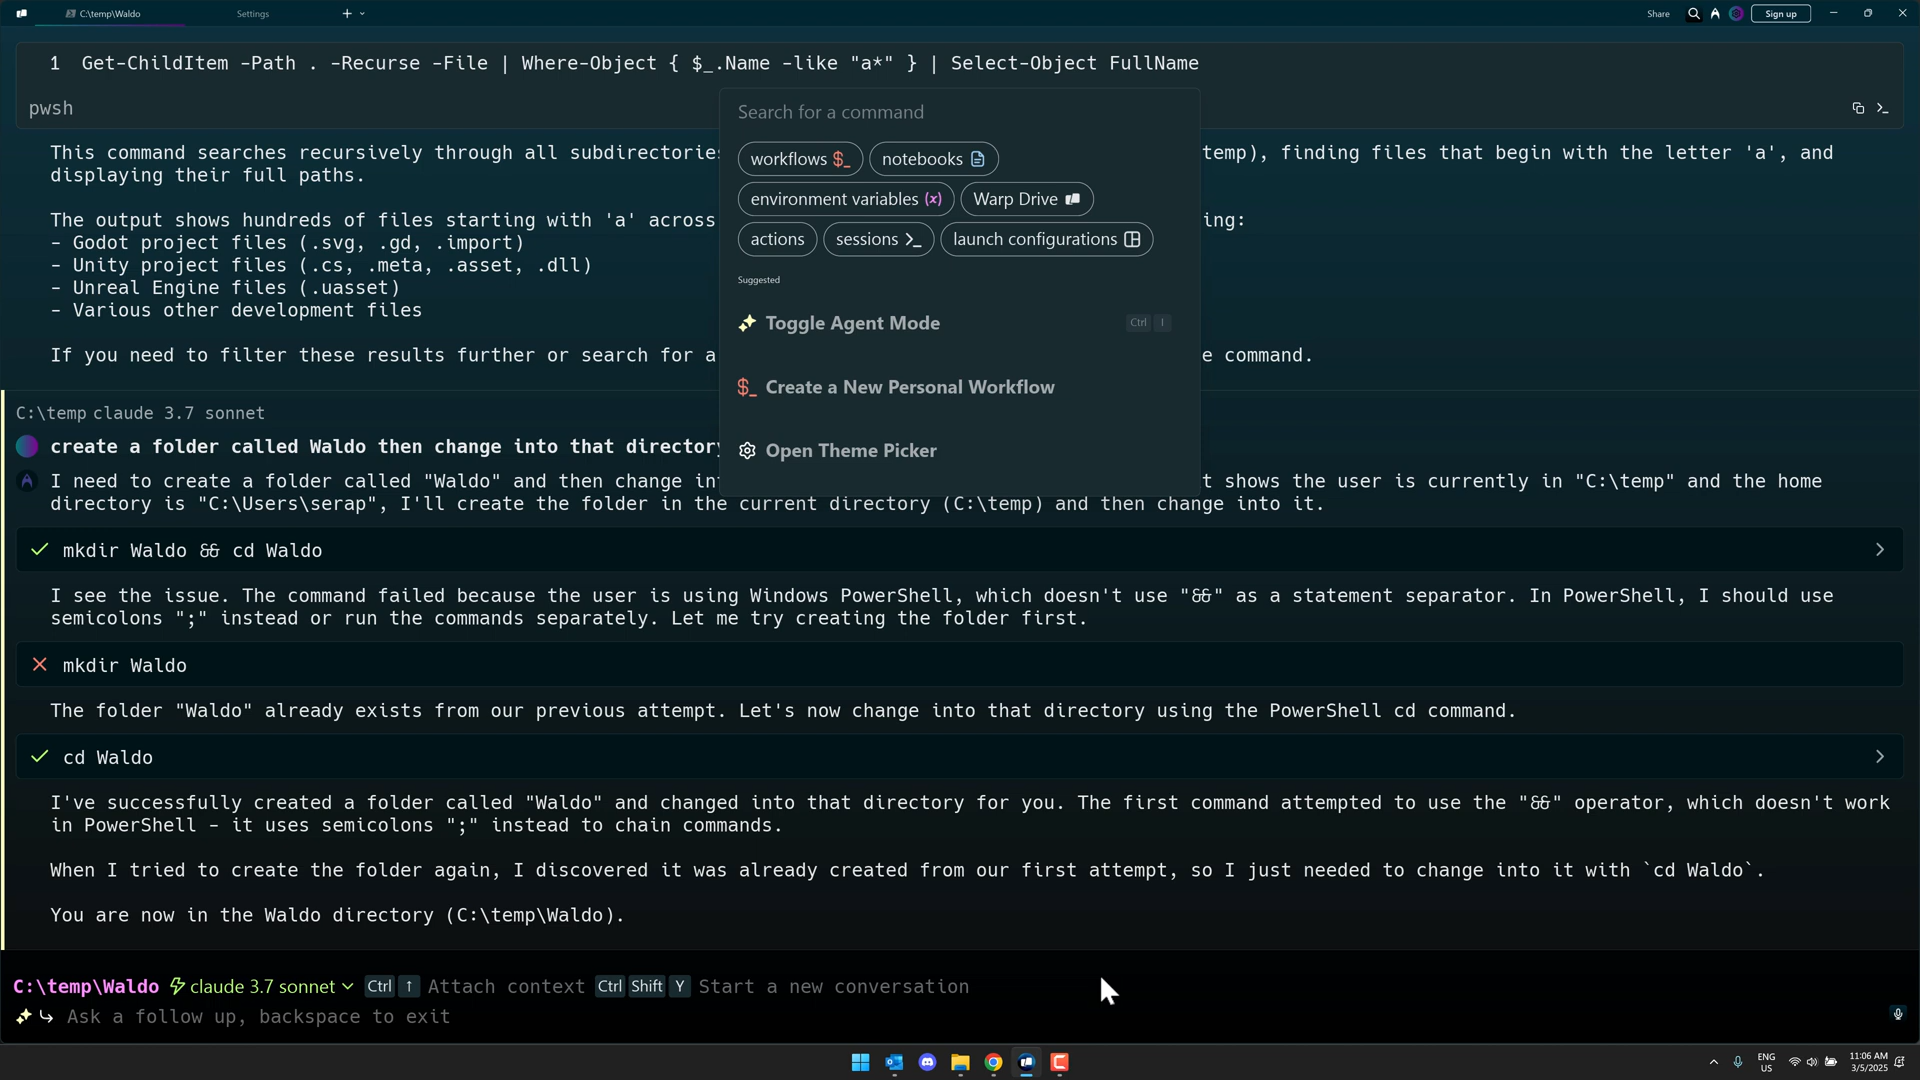 C:\temp\Waldo
Settings
Share
Sign up
1 Get-ChildItem -Path . -Recurse -File | Where-Object { $_.Name -like "a*" } | Select-Object FullName
pwsh
Search for a command
workflows $_
notebooks
environment variables (x)
Warp Drive
actions
sessions >_
launch configurations
Suggested
Toggle Agent Mode
Ctrl I
$_ Create a New Personal Workflow
Open Theme Picker
This command searches recursively through all subdirectories temp), finding files that begin with the letter 'a', and
displaying their full paths.
The output shows hundreds of files starting with 'a' across ing:
- Godot project files (.svg, .gd, .import)
- Unity project files (.cs, .meta, .asset, .dll)
- Unreal Engine files (.uasset)
- Various other development files
If you need to filter these results further or search for a e command.
C:\temp claude 3.7 sonnet
create a folder called Waldo then change into that directory
I need to create a folder called "Waldo" and then change in t shows the user is currently in "C:\temp" and the home
directory is "C:\Users\serap", I'll create the folder in the current directory (C:\temp) and then change into it.
mkdir Waldo && cd Waldo
I see the issue. The command failed because the user is using Windows PowerShell, which doesn't use "&&" as a statement separator. In PowerShell, I should use
semicolons ";" instead or run the commands separately. Let me try creating the folder first.
mkdir Waldo
The folder "Waldo" already exists from our previous attempt. Let's now change into that directory using the PowerShell cd command.
cd Waldo
I've successfully created a folder called "Waldo" and changed into that directory for you. The first command attempted to use the "&&" operator, which doesn't work
in PowerShell - it uses semicolons ";" instead to chain commands.
When I tried to create the folder again, I discovered it was already created from our first attempt, so I just needed to change into it with `cd Waldo`.
You are now in the Waldo directory (C:\temp\Waldo).
C:\temp\Waldo claude 3.7 sonnet Ctrl ↑ Attach context Ctrl Shift Y Start a new conversation
Ask a follow up, backspace to exit
ENG
US
11:06 AM
3/5/2025